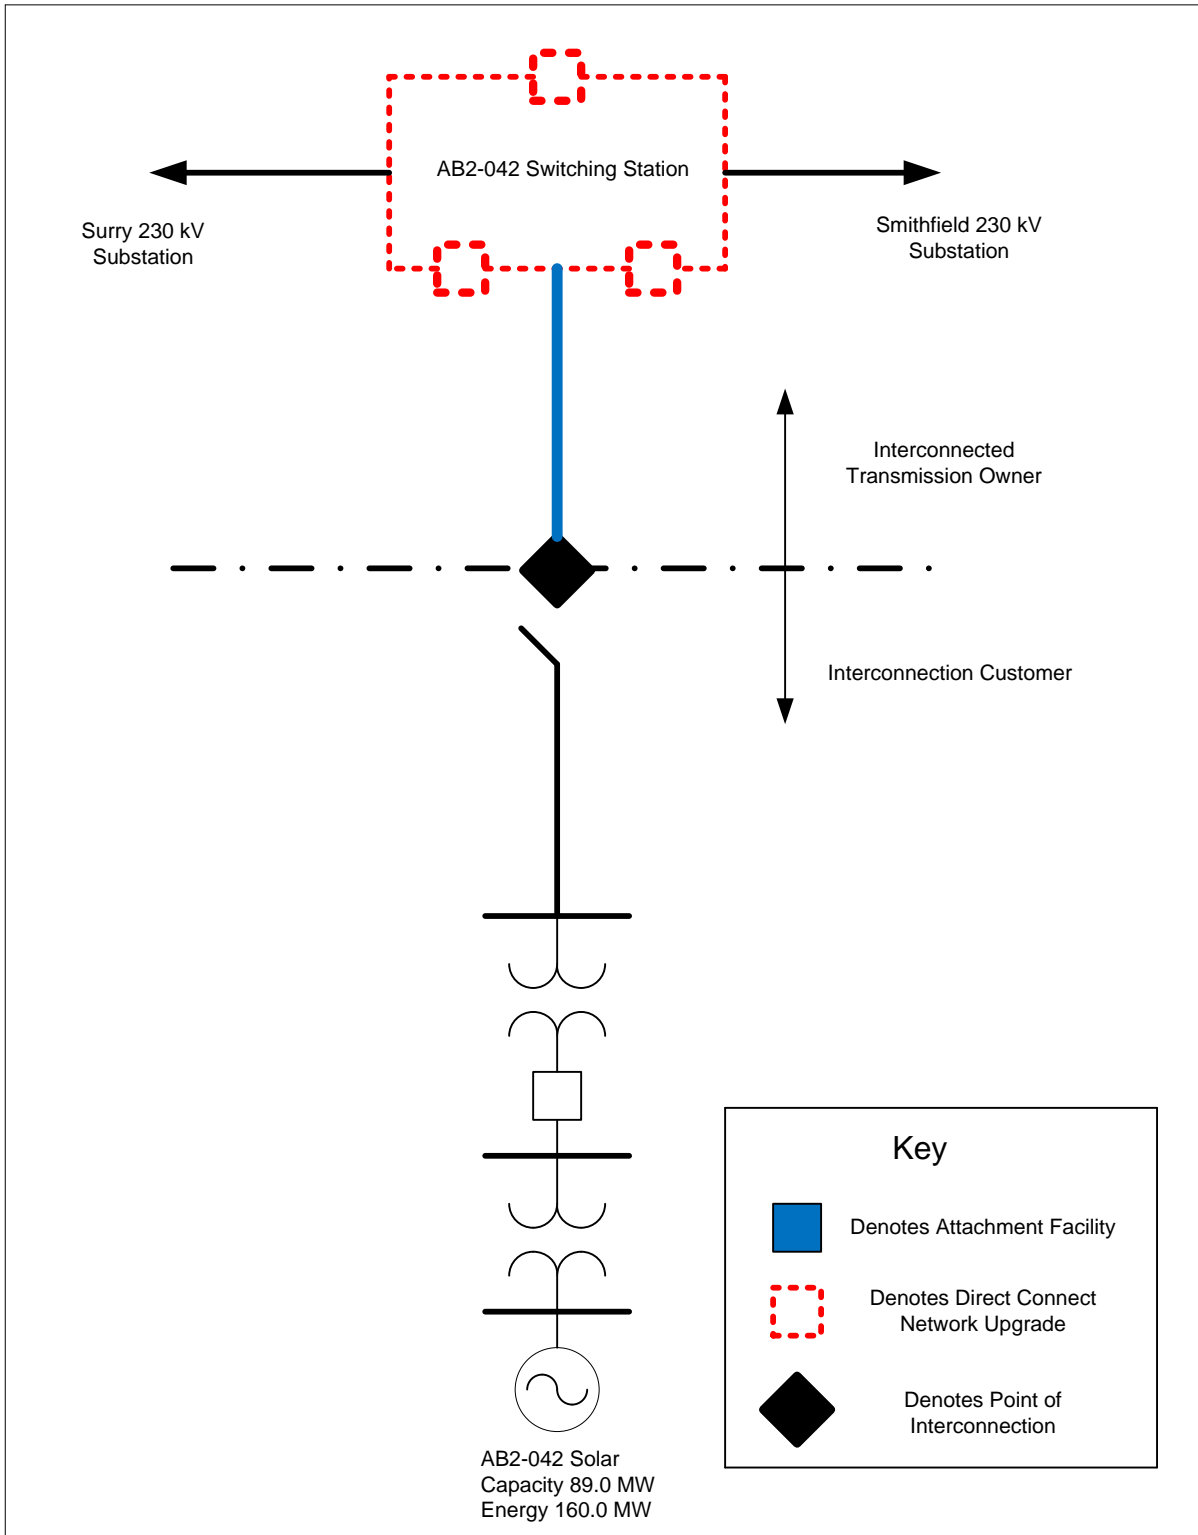 AB2-042 Switching Station
Surry 230 kV
Substation
Smithfield 230 kV
Substation
Interconnected
Transmission Owner
Interconnection Customer
Key
Denotes Attachment Facility
Denotes Direct Connect
Network Upgrade
Denotes Point of
Interconnection
AB2-042 Solar
Capacity 89.0 MW
Energy 160.0 MW